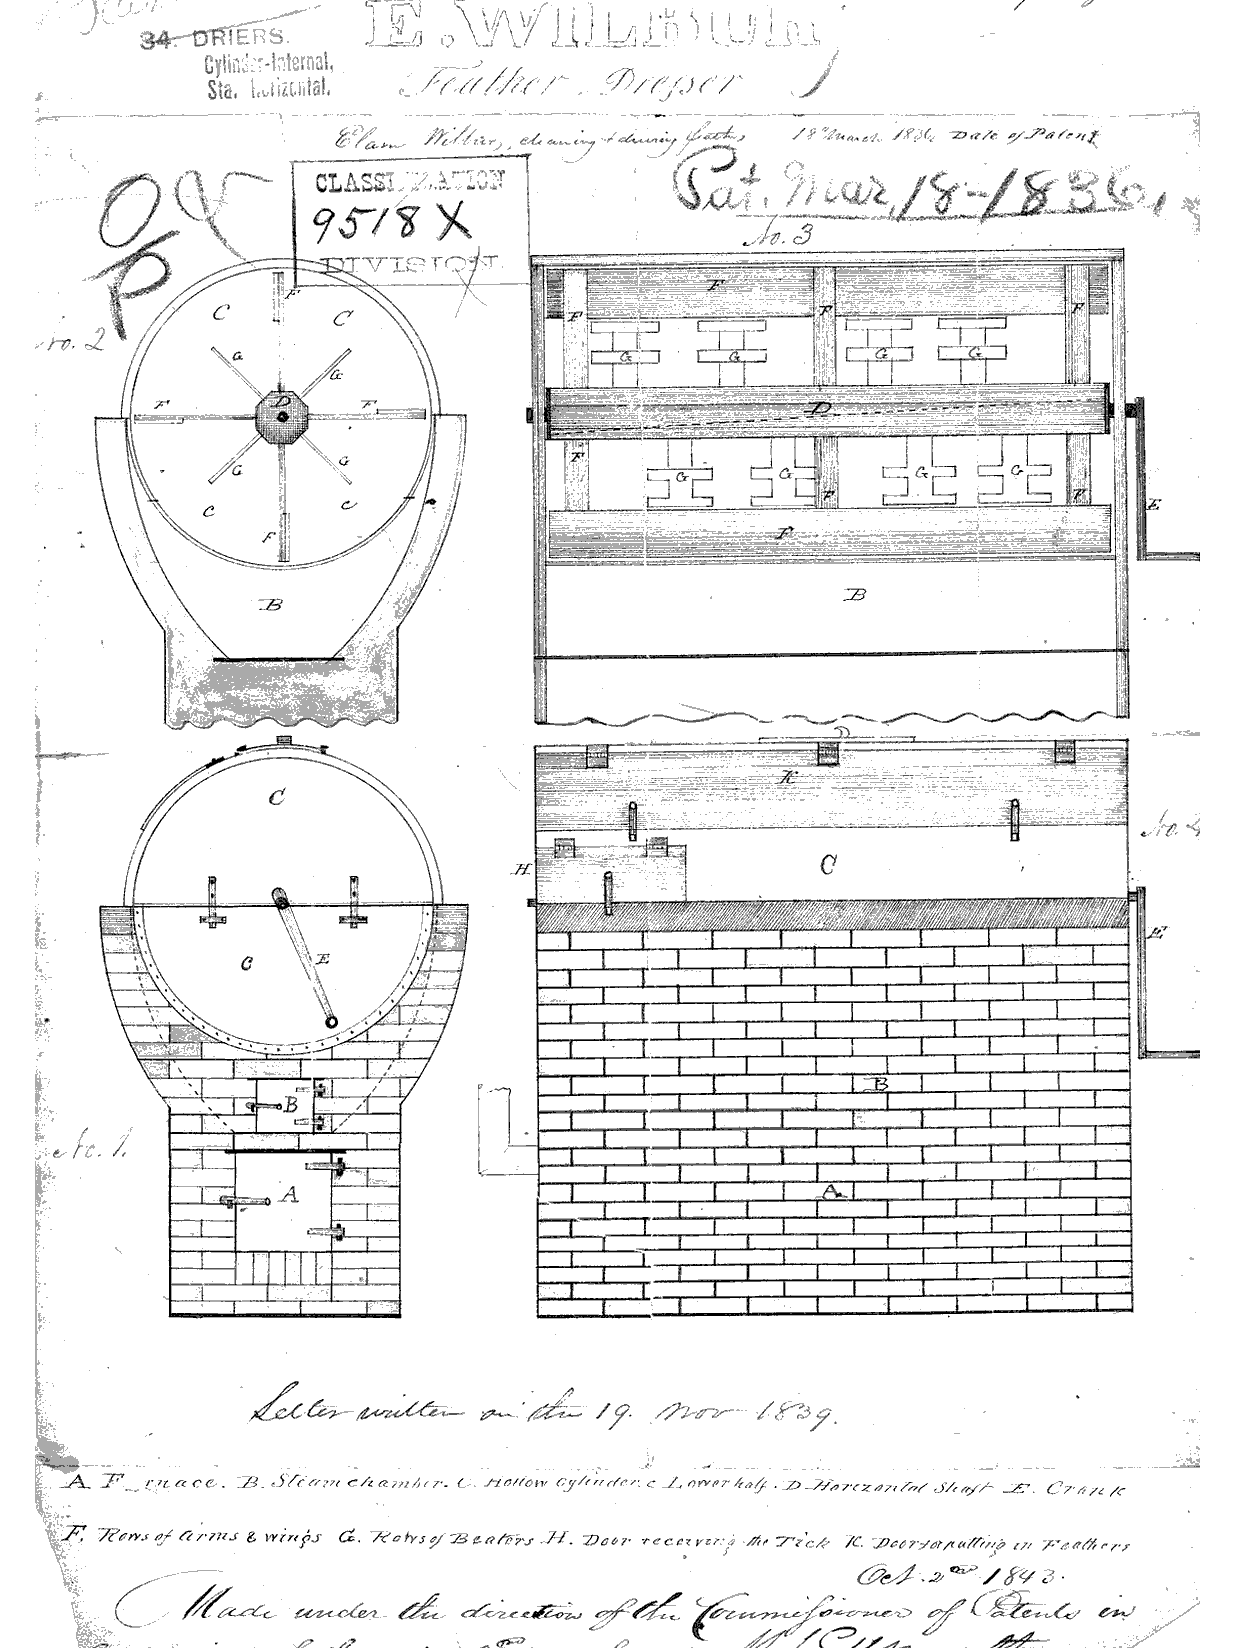 34. DRIERS.
Cylinder-Internal,
Sta. Horizontal.
E. WILBUR,
Feather Dresser
Elam Wilbur, cleaning & drying feathers 18th March 1836 Date of Patent
CLASSIFICATION
9518 X
DIVISION
Pat. Mar. 18-1836.
No. 3
No. 2
C
F
C
G
G
F
D
F
G
G
C
C
F
B
F
F
F
F
G
G
G
G
D
F
G
G
G
G
F
F
F
E
B
C
K
No. 4
H
C
C
E
E
B
B
No. 1.
A
A
Letter written on the 19. Nov 1839.
A F rnace. B. Steam chamber. C. Hollow Cylinder. c Lower half. D Horizontal Shaft E. Crank
F. Rows of arms & wings G. Rows of Beaters H. Door receiving the Tick K. Door for putting in Feathers
Oct. 2nd 1843.
Made under the direction of the Commissioner of Patents in